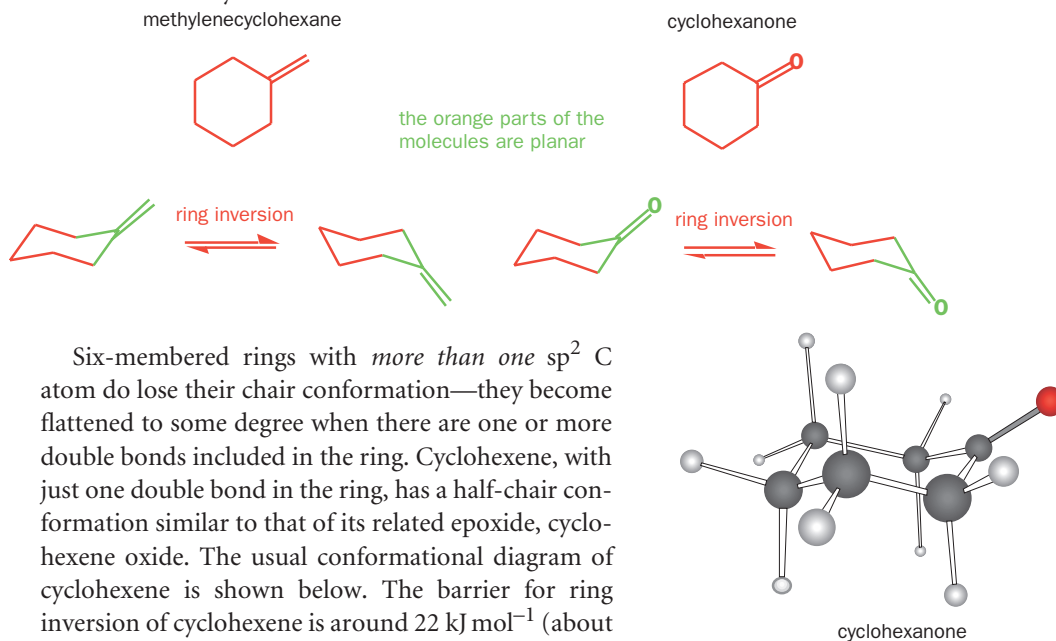 methylenecyclohexane
cyclohexanone
O
the orange parts of the
molecules are planar
ring inversion
O
ring inversion
O
Six-membered rings with more than one sp² C
atom do lose their chair conformation—they become
flattened to some degree when there are one or more
double bonds included in the ring. Cyclohexene, with
just one double bond in the ring, has a half-chair con-
formation similar to that of its related epoxide, cyclo-
hexene oxide. The usual conformational diagram of
cyclohexene is shown below. The barrier for ring
inversion of cyclohexene is around 22 kJ mol⁻¹ (about
cyclohexanone